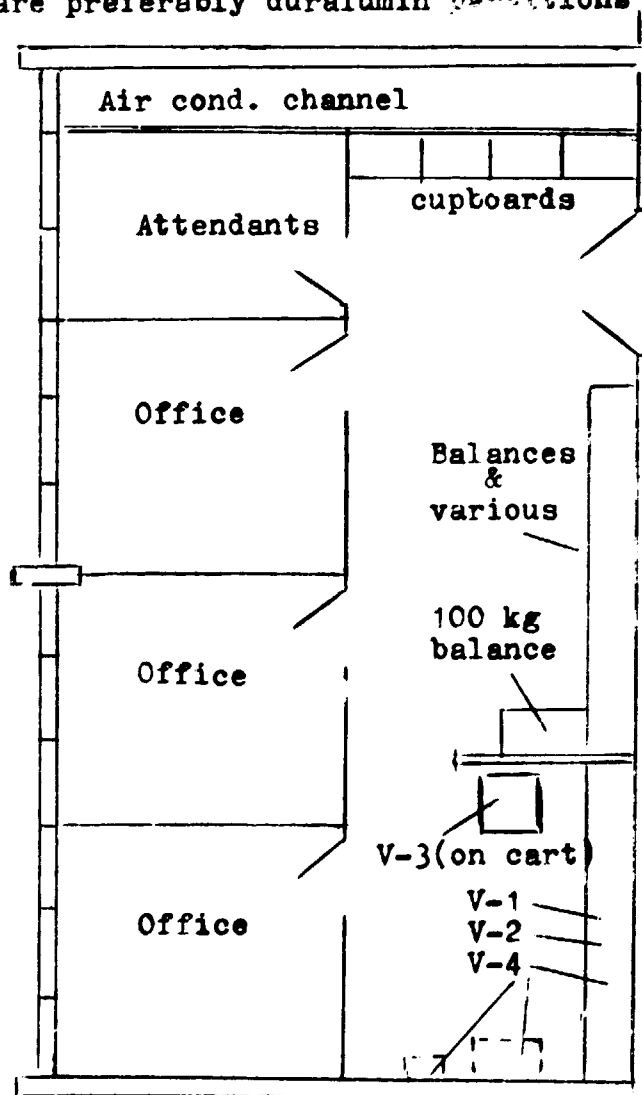 are preferably duralumin
Air cond. channel
cupboards
Attendants
Office
Balances
&
various
100 kg
balance
Office
V-3(on cart)
V-1
Office
V-2
V-4